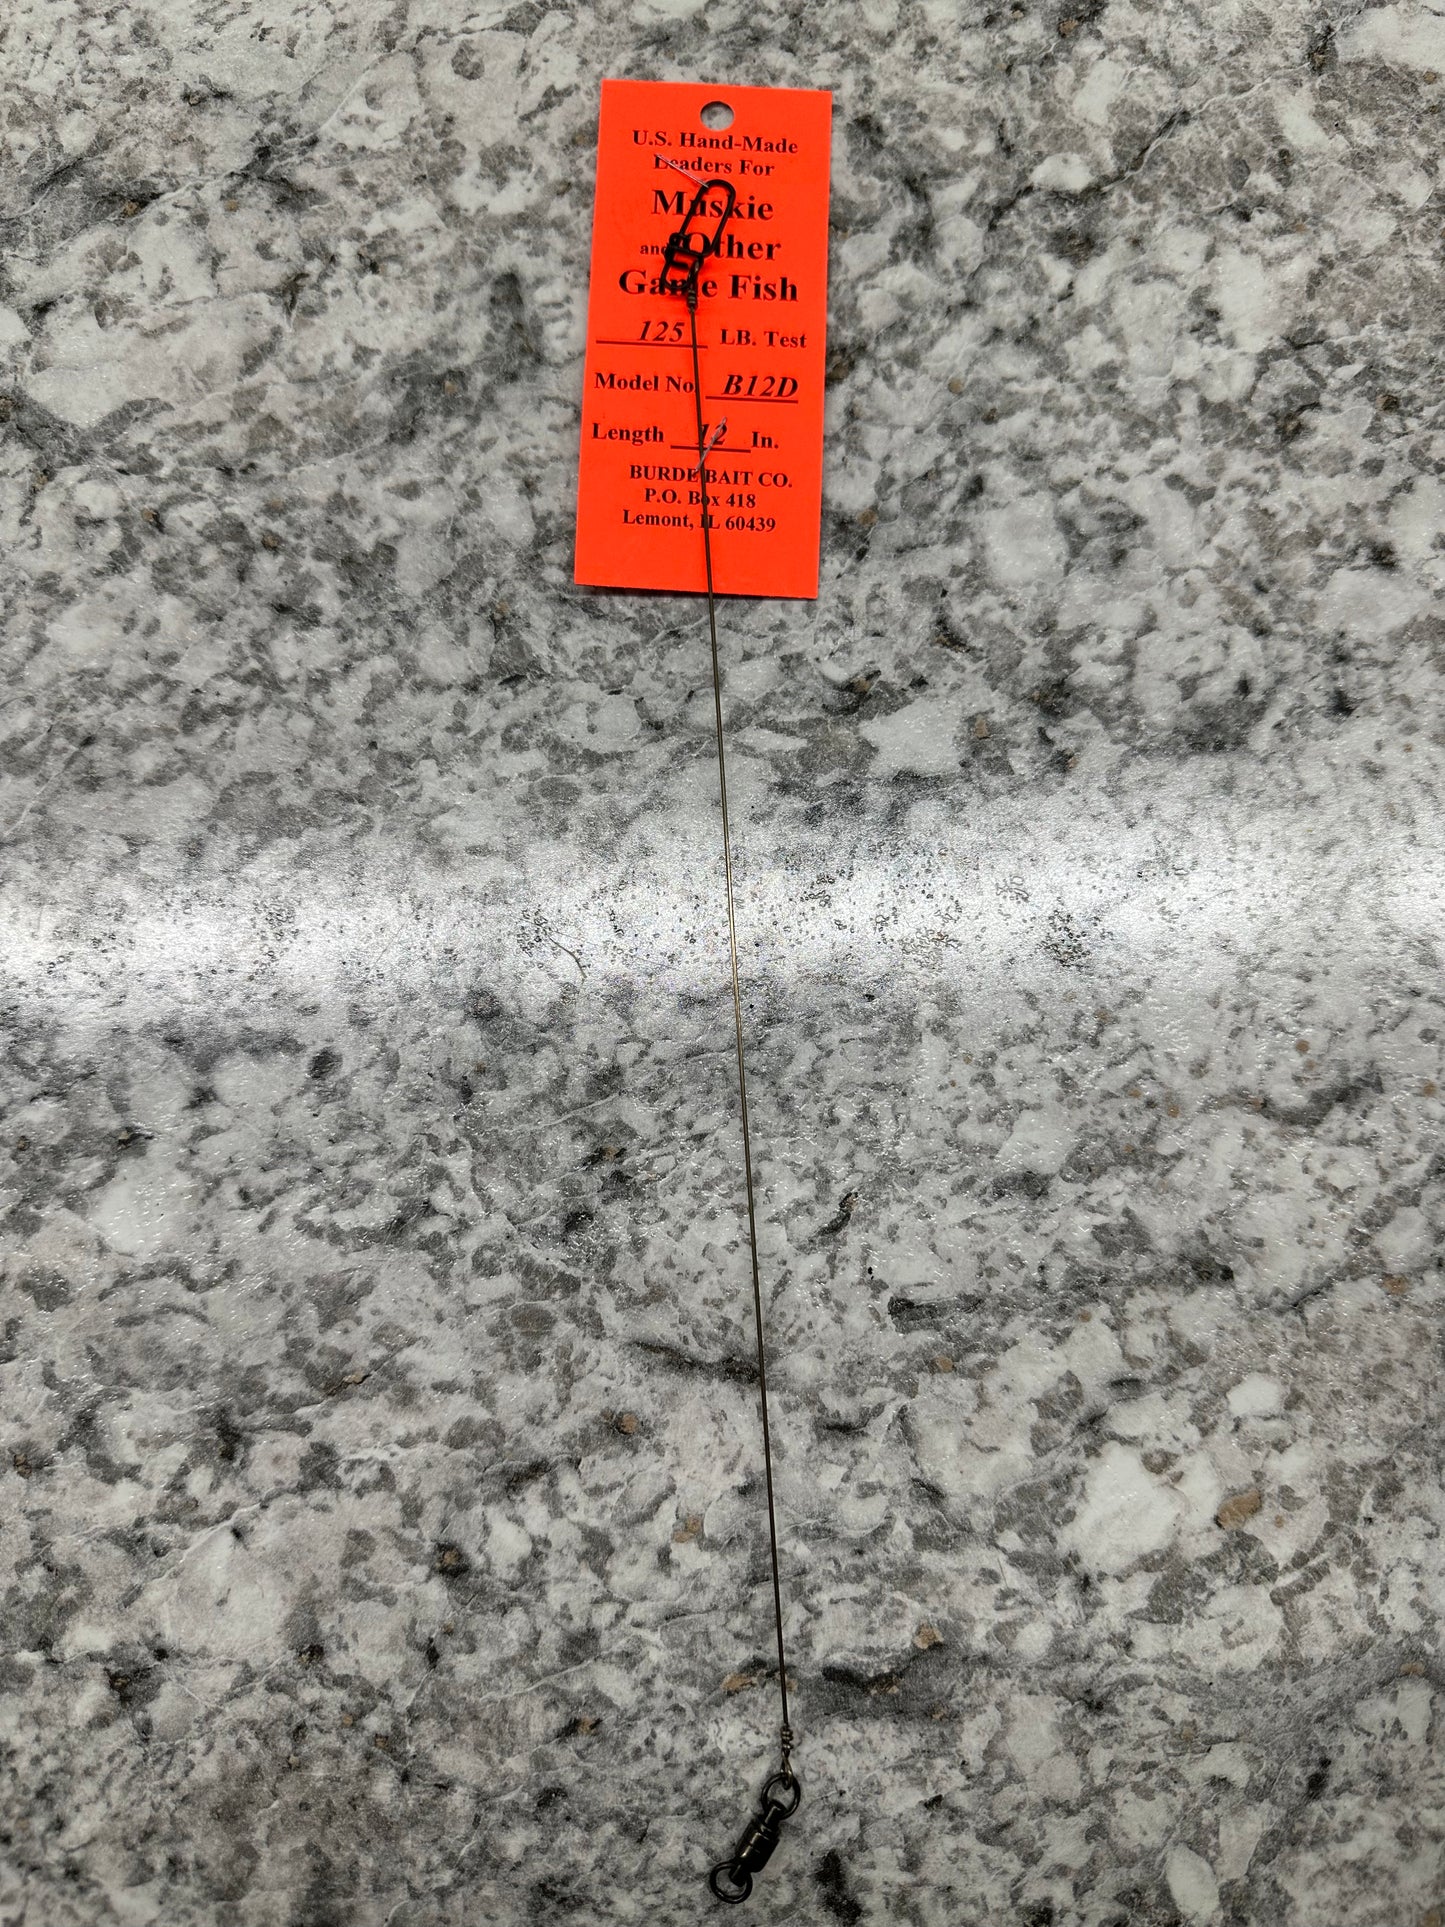 U.S. Hand-Made
Leaders For
Muskie
and Other
Game Fish
125 LB. Test
Model No. B12D
Length 12 In.
BURDE BAIT CO.
P.O. Box 418
Lemont, IL 60439